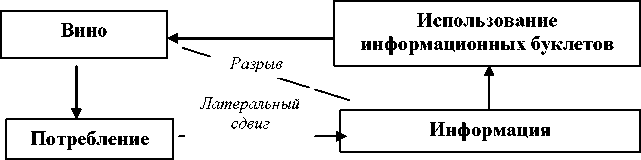 Вино
Использование
информационных буклетов
Разрыв
Латеральный
сдвиг
Потребление
Информация